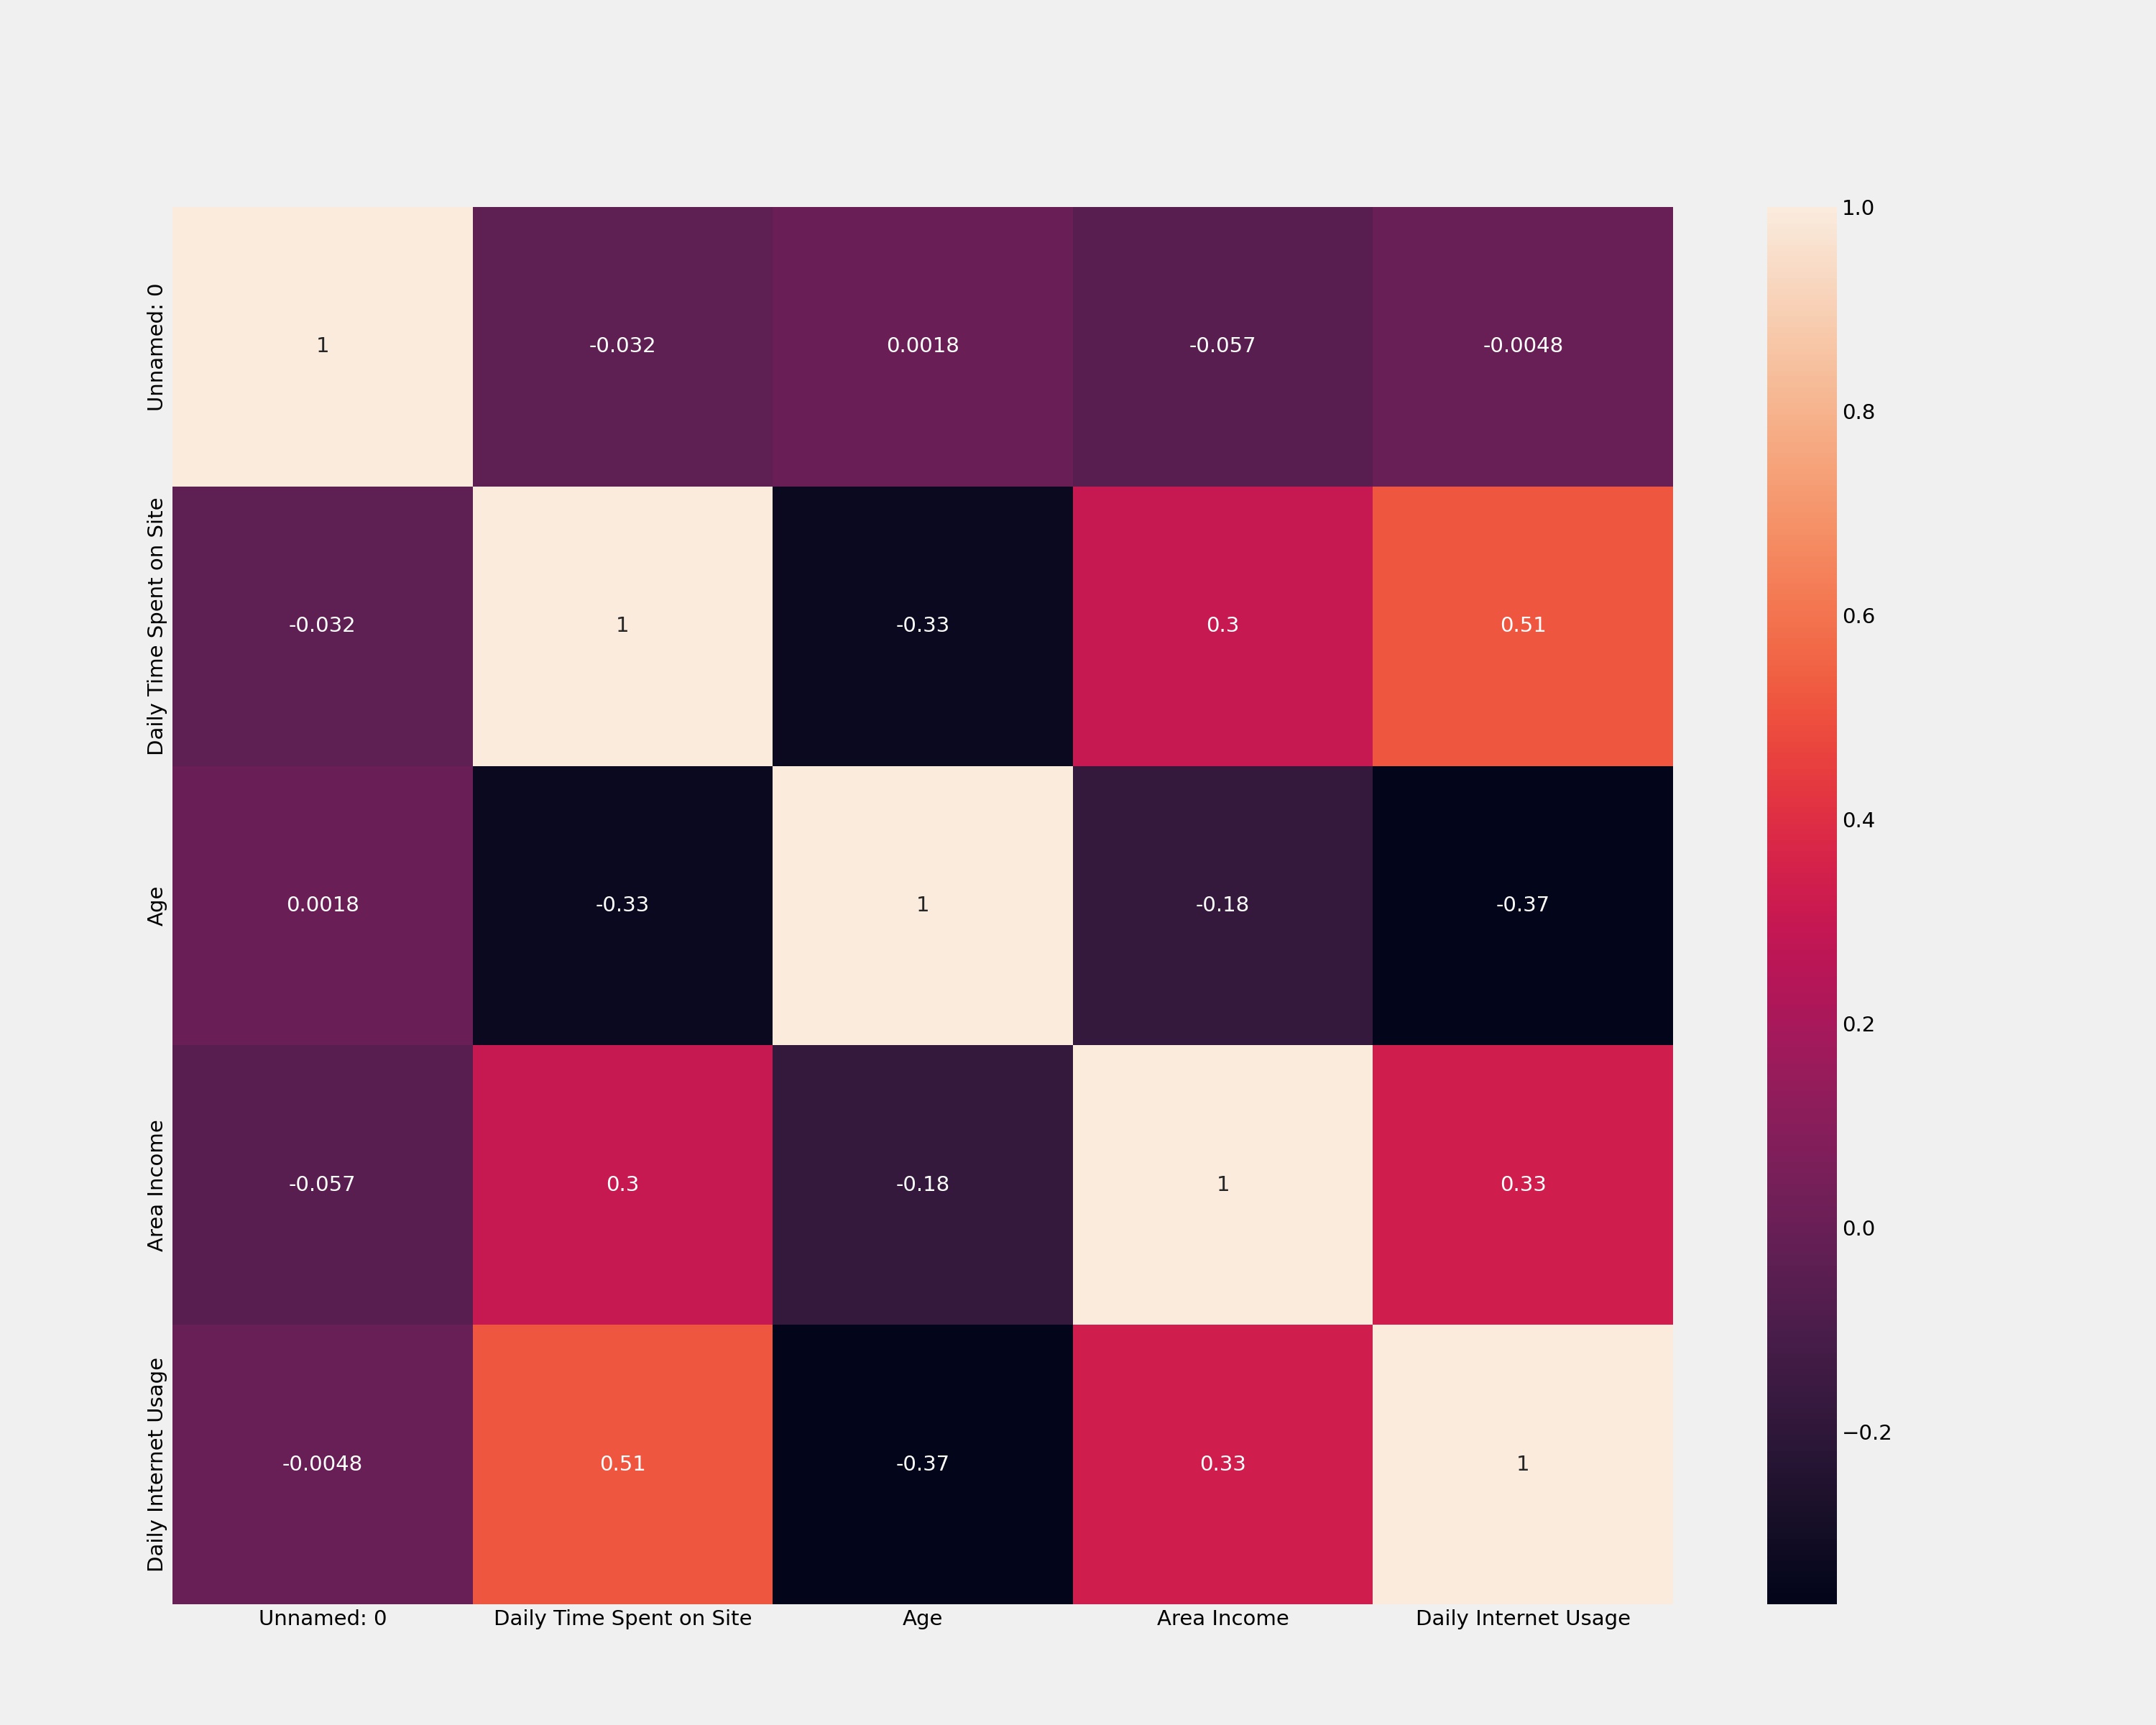 1.0
Unnamed: 0 1 -0.032 0.0018 -0.057 -0.0048
0.8
Daily Time Spent on Site -0.032 1 -0.33 0.3 0.51
0.6
Age 0.0018 -0.33 1 -0.18 -0.37
0.4
0.2
Area Income -0.057 0.3 -0.18 1 0.33
0.0
Daily Internet Usage -0.0048 0.51 -0.37 0.33 1
−0.2
Unnamed: 0 Daily Time Spent on Site Age Area Income Daily Internet Usage